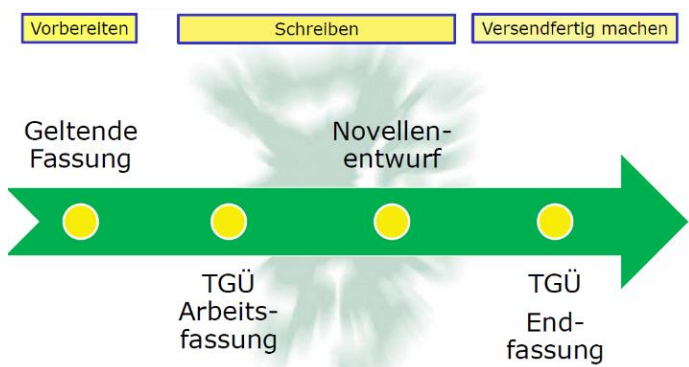 Vorbereiten
Schreiben
Versendfertig machen
Geltende
Fassung
Novellen-
entwurf
TGÜ
Arbeits-
fassung
TGÜ
End-
fassung